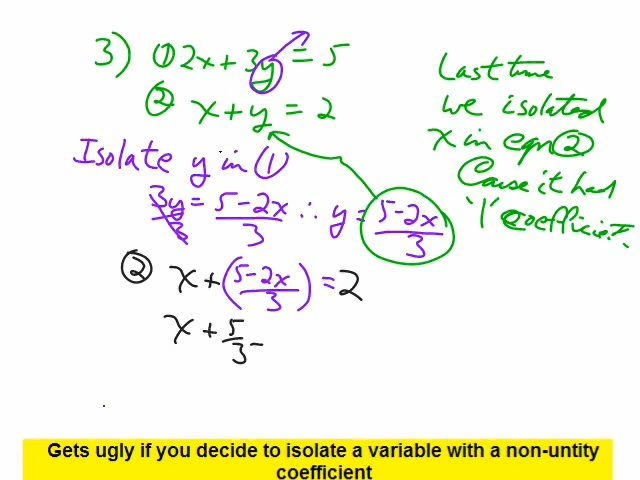 3) ① 2x + 3y = 5
② x + y = 2
Isolate y in ①
3y/3 = 5-2x/3 ∴ y = 5-2x/3
② x + (5-2x/3) = 2
x + 5/3 -
Last time
we isolated
x in eqn ②
Cause it had
'1' coefficient.
Gets ugly if you decide to isolate a variable with a non-untity
coefficient